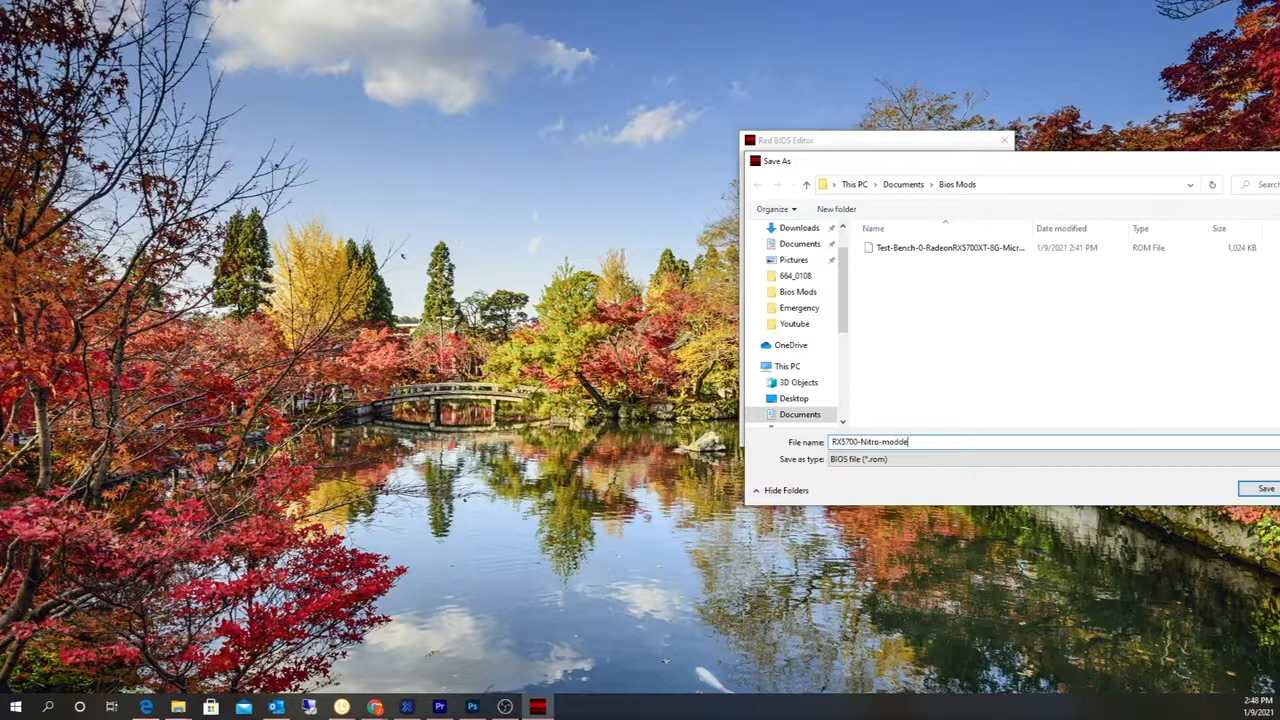 Red BIOS Editor
Save As
This PC
Documents
Bios Mods
Search
Organize
New folder
Name
Date modified
Type
Size
Downloads
Documents
Pictures
664_0108
Bios Mods
Emergency
Youtube
OneDrive
This PC
3D Objects
Desktop
Documents
Test-Bench-0-RadeonRX5700XT-8G-Micr...
1/9/2021 2:41 PM
ROM File
1,024 KB
File name: RX5700-Nitro-modde
Save as type: BIOS file (*.rom)
Hide Folders
Save
Pr
Ps
2:48 PM
1/9/2021